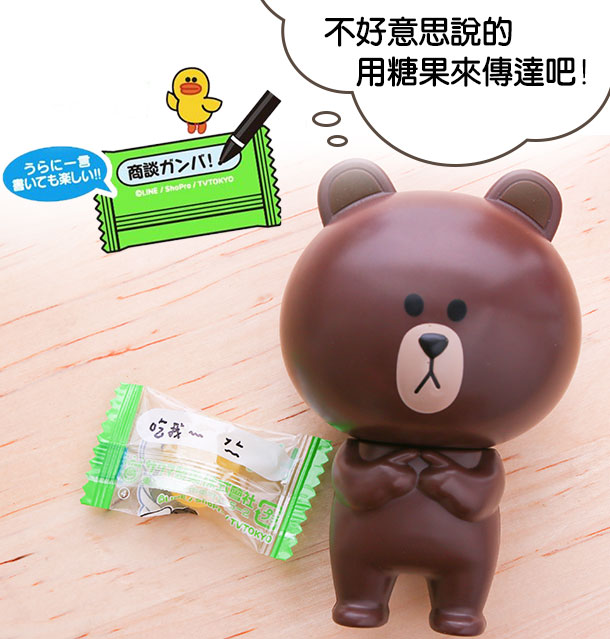 不好意思說的
用糖果來傳達吧!
うらに一言
書いても楽しい!!
商談ガンバ!
©LINE / ShoPro / TVTOKYO
吃我~
TVTOKYO